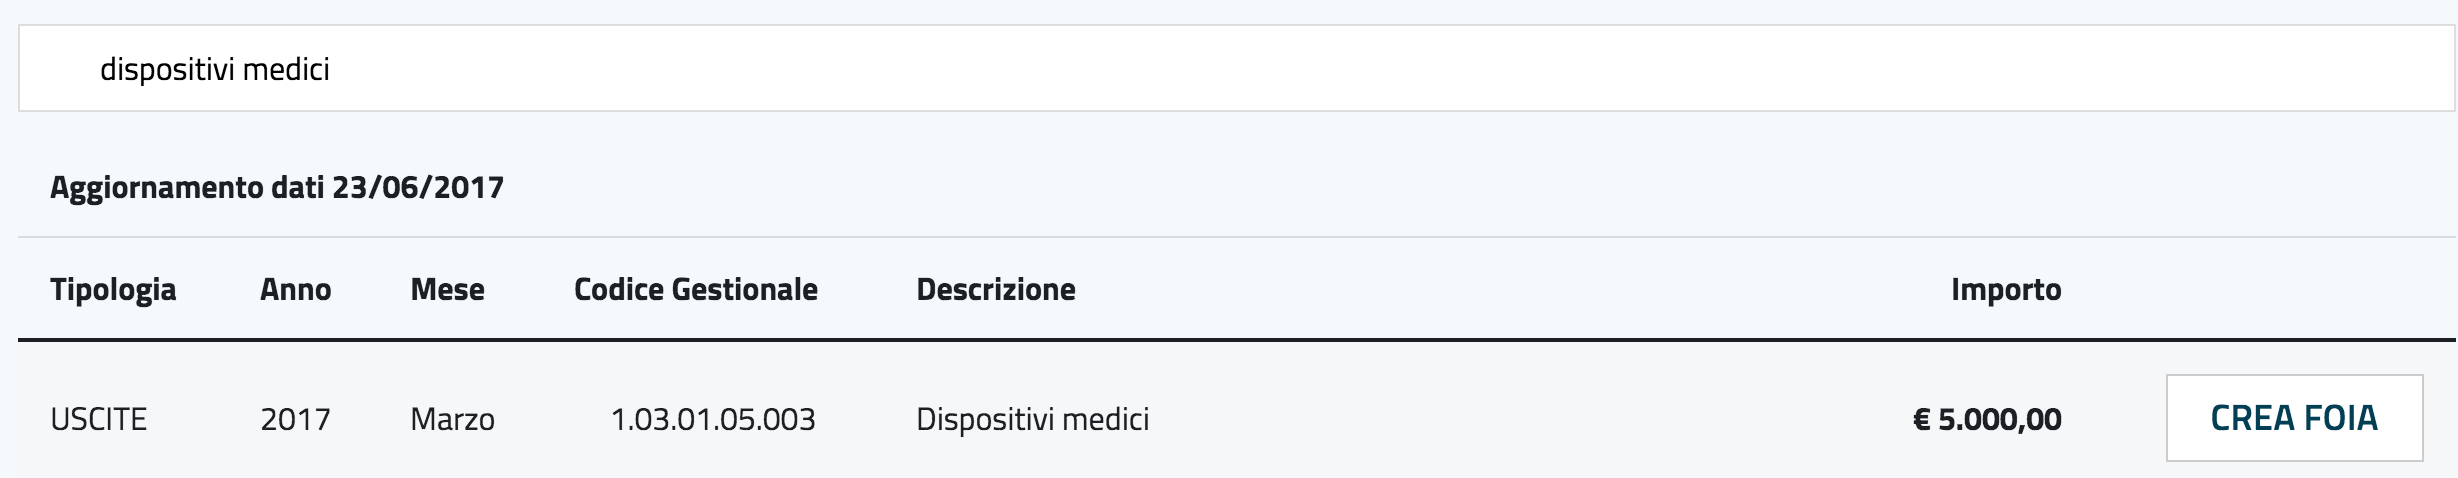 dispositivi medici
Aggiornamento dati 23/06/2017
Tipologia Anno Mese Codice Gestionale Descrizione Importo
USCITE 2017 Marzo 1.03.01.05.003 Dispositivi medici € 5.000,00 CREA FOIA